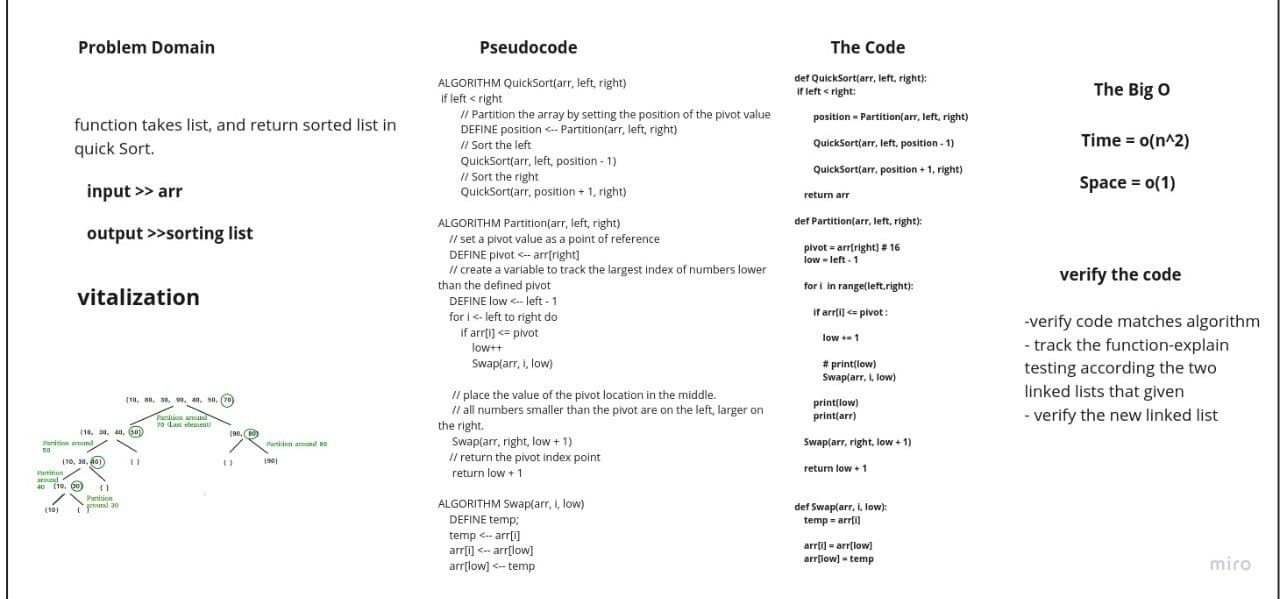 Problem Domain
function takes list, and return sorted list in
quick Sort.
input >> arr
output >>sorting list
vitalization
{10, 80, 30, 90, 40, 50, 70}
Partition around
70 (Last element)
{10, 30, 40, 50}
{90, 80}
Partition around
50
Partition around 80
{10, 30, 40}
{ }
{ }
{90}
Partition
around
40
{10, 30}
{ }
Partition
around 30
{10}
{ }
Pseudocode
ALGORITHM QuickSort(arr, left, right)
if left < right
// Partition the array by setting the position of the pivot value
DEFINE position <-- Partition(arr, left, right)
// Sort the left
QuickSort(arr, left, position - 1)
// Sort the right
QuickSort(arr, position + 1, right)
ALGORITHM Partition(arr, left, right)
// set a pivot value as a point of reference
DEFINE pivot <-- arr[right]
// create a variable to track the largest index of numbers lower
than the defined pivot
DEFINE low <-- left - 1
for i <- left to right do
if arr[i] <= pivot
low++
Swap(arr, i, low)
// place the value of the pivot location in the middle.
// all numbers smaller than the pivot are on the left, larger on
the right.
Swap(arr, right, low + 1)
// return the pivot index point
return low + 1
ALGORITHM Swap(arr, i, low)
DEFINE temp;
temp <-- arr[i]
arr[i] <-- arr[low]
arr[low] <-- temp
The Code
def QuickSort(arr, left, right):
if left < right:
position = Partition(arr, left, right)
QuickSort(arr, left, position - 1)
QuickSort(arr, position + 1, right)
return arr
def Partition(arr, left, right):
pivot = arr[right] # 16
low = left - 1
for i in range(left,right):
if arr[i] <= pivot :
low += 1
# print(low)
Swap(arr, i, low)
print(low)
print(arr)
Swap(arr, right, low + 1)
return low + 1
def Swap(arr, i, low):
temp = arr[i]
arr[i] = arr[low]
arr[low] = temp
The Big O
Time = o(n^2)
Space = o(1)
verify the code
-verify code matches algorithm
- track the function-explain
testing according the two
linked lists that given
- verify the new linked list
miro